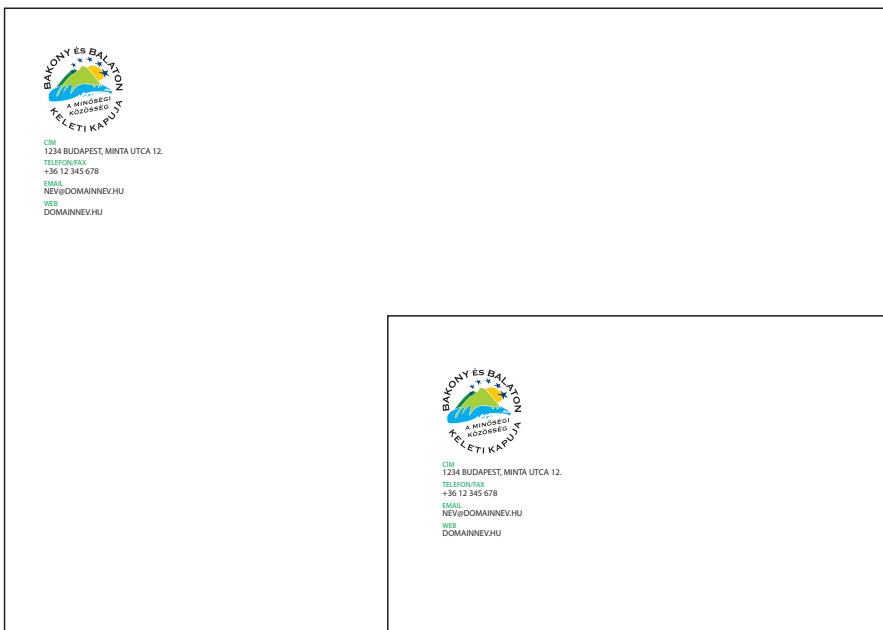 BAKONY ÉS BALATON
A MINŐSÉGI
KÖZÖSSÉG
KELETI KAPUJA
CÍM
1234 BUDAPEST, MINTA UTCA 12.
TELEFON/FAX
+36 12 345 678
EMAIL
NEV@DOMAINNEV.HU
WEB
DOMAINNEV.HU
BAKONY ÉS BALATON
A MINŐSÉGI
KÖZÖSSÉG
KELETI KAPUJA
CÍM
1234 BUDAPEST, MINTA UTCA 12.
TELEFON/FAX
+36 12 345 678
EMAIL
NEV@DOMAINNEV.HU
WEB
DOMAINNEV.HU